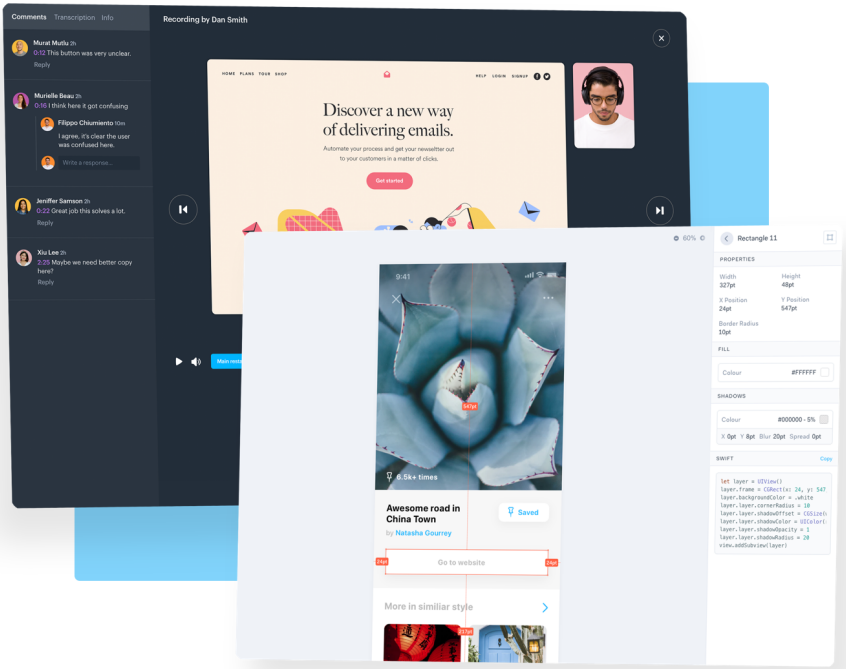 Comments Transcription Info
Recording by Dan Smith
Murat Mutlu 2h
0:12 This button was very unclear.
Reply
Murielle Beau 2h
0:16 I think here it got confusing
Filippo Chiumiento 10m
I agree, it's clear the user
was confused here.
Write a response..
Jeniffer Samson 2h
0:22 Great job this solves a lot.
Reply
Xiu Lee 2h
2:25 Maybe we need better copy
here?
Reply
HOME PLANS TOUR SHOP
HELP LOGIN SIGNUP
Discover a new way
of delivering emails.
Automate your process and get your newseltter out
to your customers in a matter of clicks.
Get started
Main
60%
9:41
547pt
6.5k+ times
Awesome road in
China Town
by Natasha Gourrey
Saved
24pt
Go to website
24pt
More in similiar style
217pt
Rectangle 11
PROPERTIES
Width Height
327pt 48pt
X Position Y Position
24pt 547pt
Border Radius
10pt
FILL
Colour #FFFFFF
SHADOWS
Colour #000000 - 5%
X 0pt Y 8pt Blur 20pt Spread 0pt
SWIFT Copy
let layer = UIView()
layer.frame = CGRect(x: 24, y: 547
layer.backgroundColor = .white
layer.layer.cornerRadius = 10
layer.layer.shadowOffset = CGSize(
layer.layer.shadowColor = UIColor(
layer.layer.shadowOpacity = 1
layer.layer.shadowRadius = 20
view.addSubview(layer)